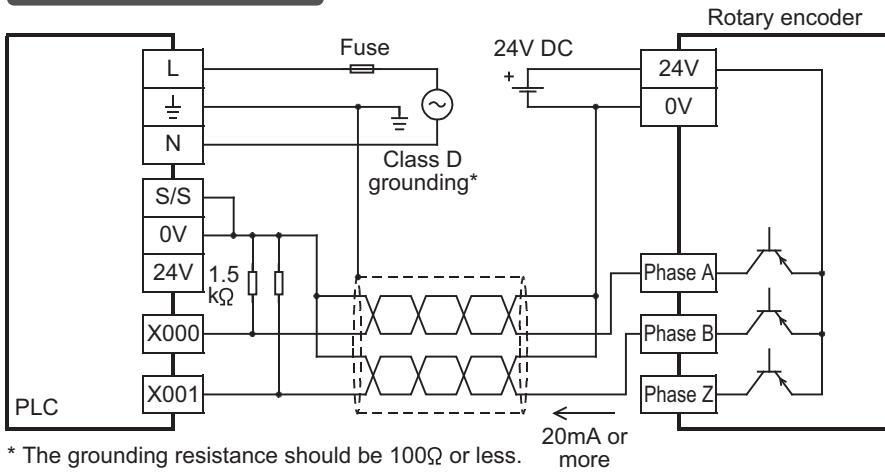 Rotary encoder
Fuse
24V DC
+
L
N
S/S
0V
24V
X000
X001
PLC
1.5
kΩ
Class D
grounding*
24V
0V
Phase A
Phase B
Phase Z
20mA or
more
* The grounding resistance should be 100Ω or less.